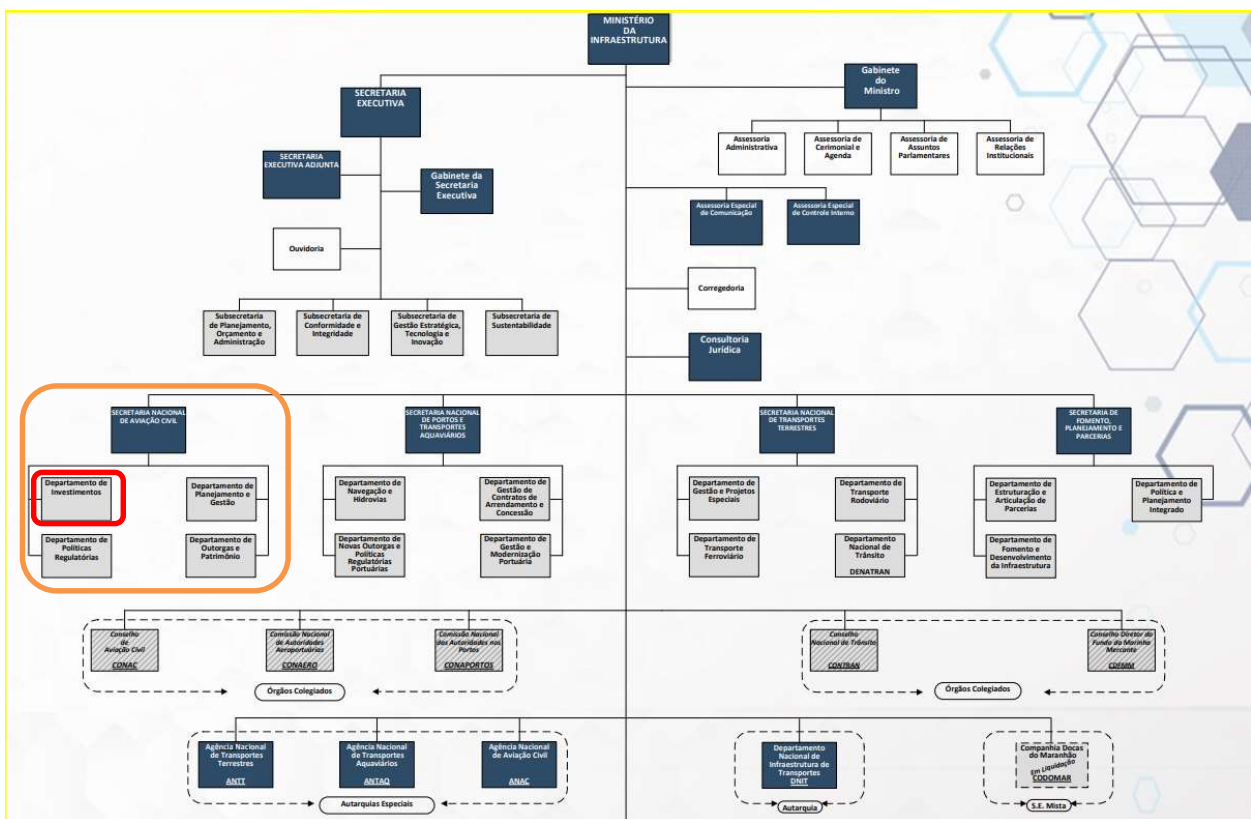 MINISTÉRIO
DA
INFRAESTRUTURA
SECRETARIA
EXECUTIVA
Gabinete
do
Ministro
Assessoria
Administrativa
Assessoria de
Cerimonial e
Agenda
Assessoria de
Assuntos
Parlamentares
Assessoria de
Relações
Institucionais
SECRETARIA
EXECUTIVA ADJUNTA
Gabinete da
Secretaria
Executiva
Assessoria Especial
de Comunicação
Assessoria Especial
de Controle Interno
Ouvidoria
Corregedoria
Subsecretaria
de Planejamento,
Orçamento e
Administração
Subsecretaria de
Conformidade e
Integridade
Subsecretaria de
Gestão Estratégica,
Tecnologia e
Inovação
Subsecretaria de
Sustentabilidade
Consultoria
Jurídica
SECRETARIA NACIONAL
DE AVIAÇÃO CIVIL
SECRETARIA NACIONAL
DE PORTOS E
TRANSPORTES
AQUAVIÁRIOS
SECRETARIA NACIONAL
DE TRANSPORTES
TERRESTRES
SECRETARIA DE
FOMENTO,
PLANEJAMENTO E
PARCERIAS
Departamento de
Investimentos
Departamento de
Planejamento e
Gestão
Departamento de
Navegação e
Hidrovias
Departamento de
Gestão de
Contratos de
Arrendamento e
Concessão
Departamento de
Gestão e Projetos
Especiais
Departamento de
Transporte
Rodoviário
Departamento de
Estruturação e
Articulação de
Parcerias
Departamento de
Política e
Planejamento
Integrado
Departamento de
Políticas
Regulatórias
Departamento de
Outorgas e
Patrimônio
Departamento de
Novas Outorgas e
Políticas
Regulatórias
Portuárias
Departamento de
Gestão e
Modernização
Portuária
Departamento de
Transporte
Ferroviário
Departamento
Nacional de
Trânsito
DENATRAN
Departamento de
Fomento e
Desenvolvimento
da Infraestrutura
Conselho
de
Aviação Civil
CONAC
Comissão Nacional
de Autoridades
Aeroportuárias
CONAERO
Comissão Nacional
das Autoridades nos
Portos
CONAPORTOS
Conselho
Nacional de Trânsito
CONTRAN
Conselho Diretor do
Fundo da Marinha
Mercante
CDFMM
Órgãos Colegiados
Órgãos Colegiados
Agência Nacional
de Transportes
Terrestres
ANTT
Agência Nacional
de Transportes
Aquaviários
ANTAQ
Agência Nacional
de Aviação Civil
ANAC
Departamento
Nacional de
Infraestrutura de
Transportes
DNIT
Companhia Docas
do Maranhão
Em Liquidação
CODOMAR
Autarquias Especiais
Autarquia
S.E. Mista